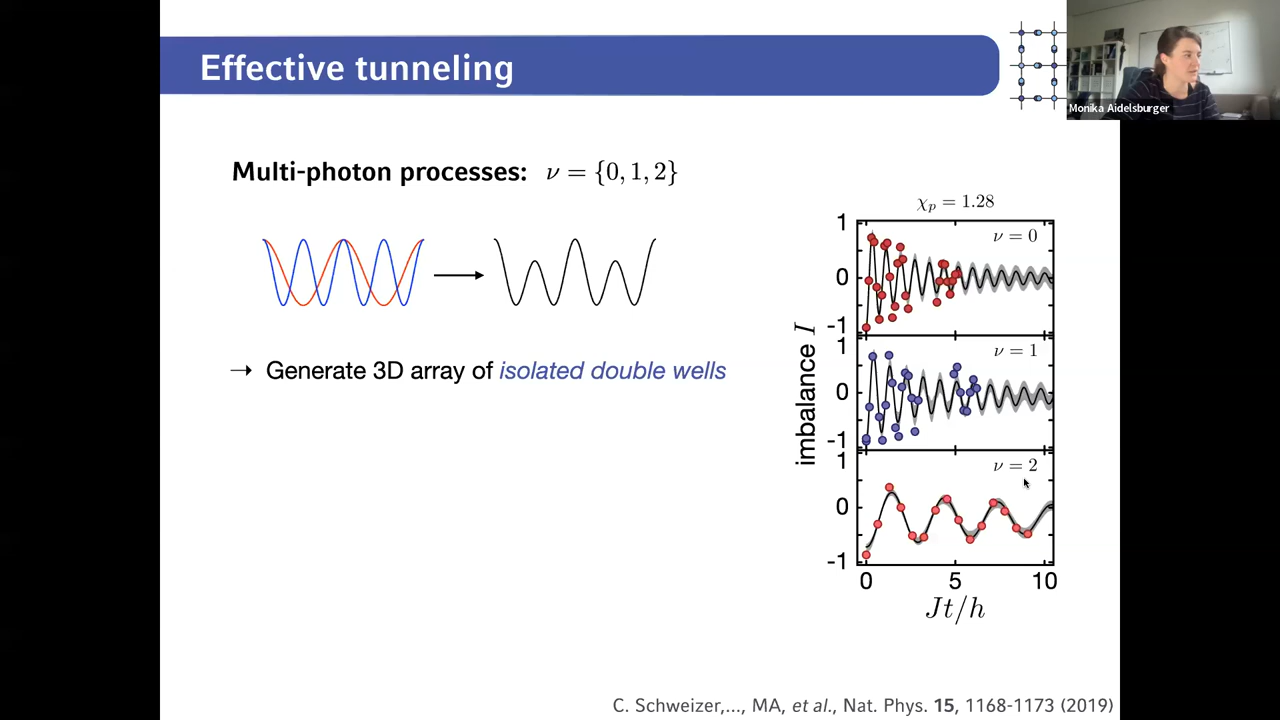 Effective tunneling
Monika Aidelsburger
Multi-photon processes: ν = {0, 1, 2}
→ Generate 3D array of isolated double wells
χp = 1.28
1
0
-1
ν = 0
1
0
-1
ν = 1
1
0
-1
ν = 2
imbalance I
0 5 10
Jt/h
C. Schweizer,..., MA, et al., Nat. Phys. 15, 1168-1173 (2019)